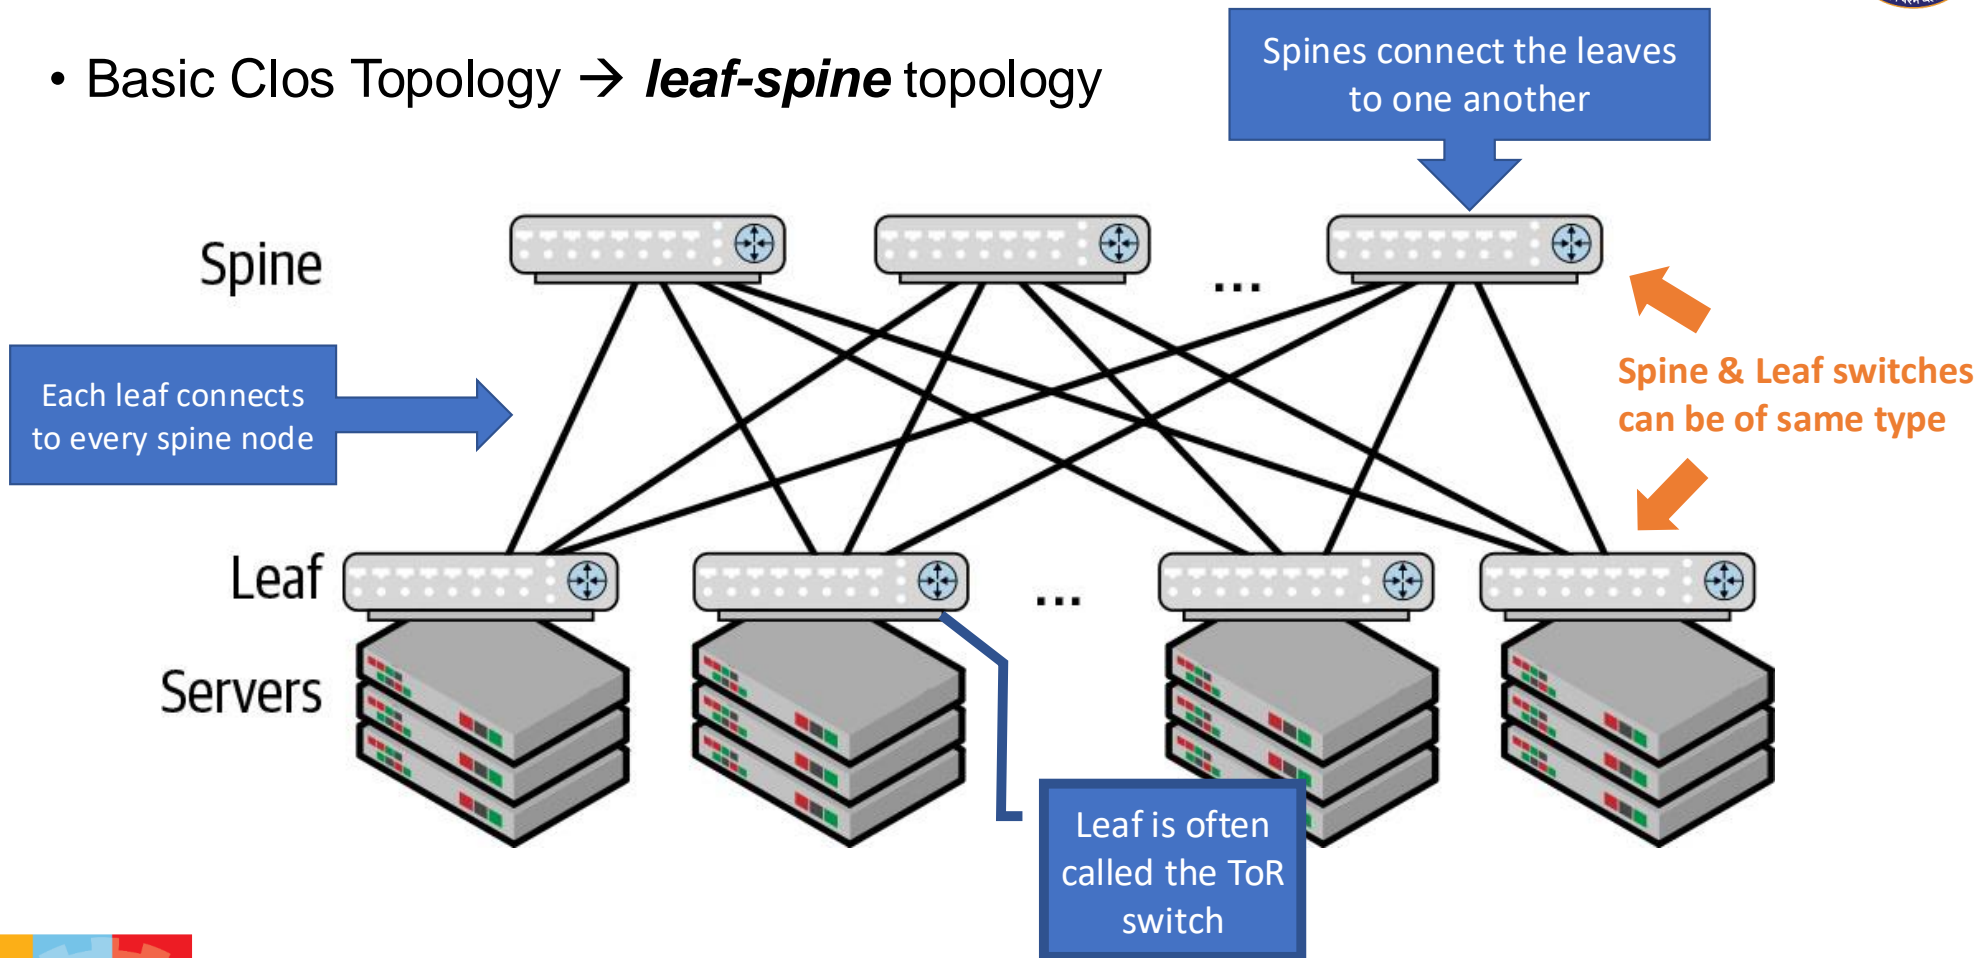 • Basic Clos Topology → leaf-spine topology
Spines connect the leaves
to one another
Spine
...
Each leaf connects
to every spine node
Spine & Leaf switches
can be of same type
Leaf
...
Servers
Leaf is often
called the ToR
switch